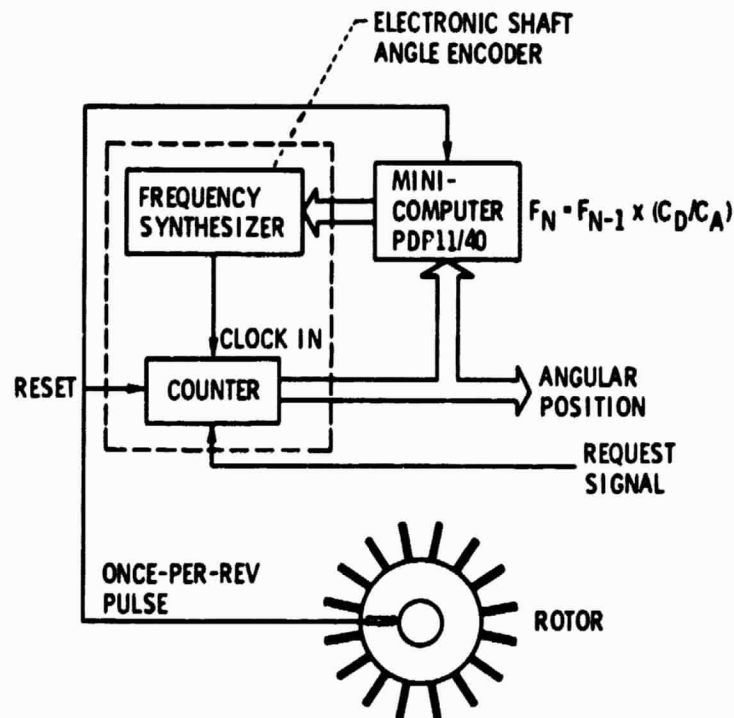 ELECTRONIC SHAFT
ANGLE ENCODER
FREQUENCY
SYNTHESIZER
MINI-
COMPUTER
PDP11/40
F_N = F_{N-1} x (C_D/C_A)
CLOCK IN
RESET
COUNTER
ANGULAR
POSITION
REQUEST
SIGNAL
ONCE-PER-REV
PULSE
ROTOR